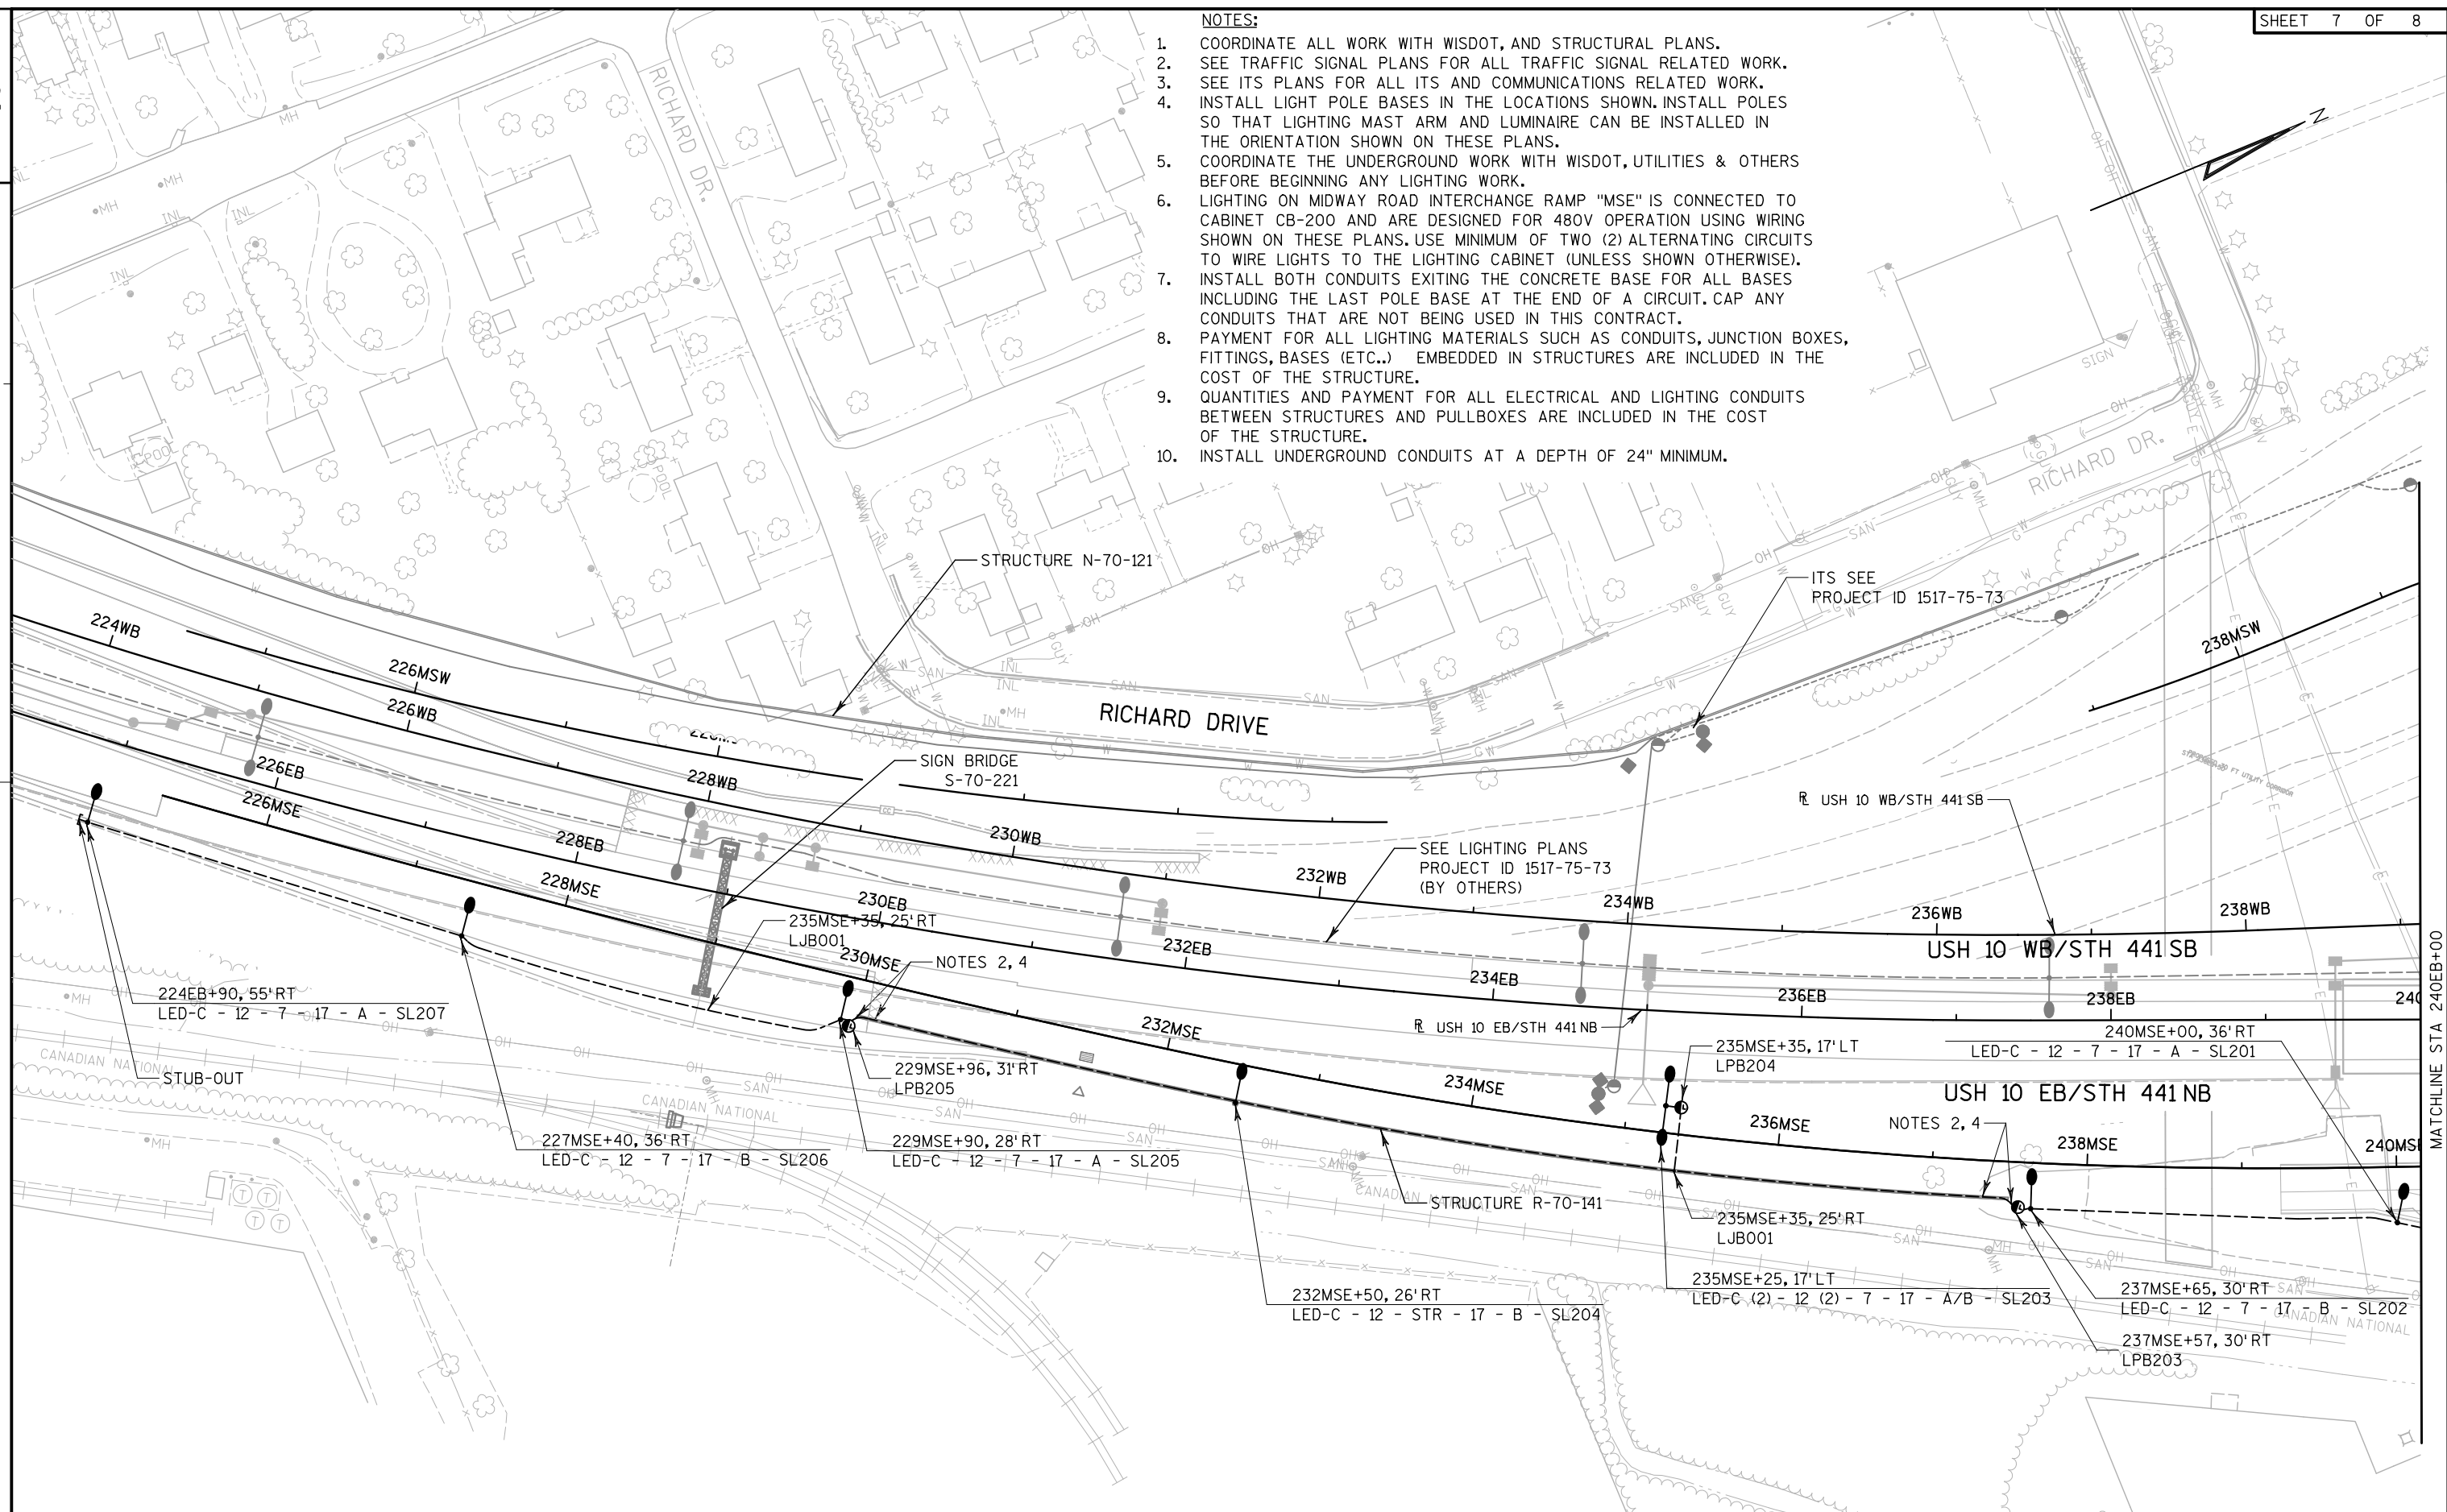 SHEET 7 OF 8
NOTES:
1. COORDINATE ALL WORK WITH WISDOT, AND STRUCTURAL PLANS.
2. SEE TRAFFIC SIGNAL PLANS FOR ALL TRAFFIC SIGNAL RELATED WORK.
3. SEE ITS PLANS FOR ALL ITS AND COMMUNICATIONS RELATED WORK.
4. INSTALL LIGHT POLE BASES IN THE LOCATIONS SHOWN. INSTALL POLES
SO THAT LIGHTING MAST ARM AND LUMINAIRE CAN BE INSTALLED IN
THE ORIENTATION SHOWN ON THESE PLANS.
5. COORDINATE THE UNDERGROUND WORK WITH WISDOT, UTILITIES & OTHERS
BEFORE BEGINNING ANY LIGHTING WORK.
6. LIGHTING ON MIDWAY ROAD INTERCHANGE RAMP "MSE" IS CONNECTED TO
CABINET CB-200 AND ARE DESIGNED FOR 480V OPERATION USING WIRING
SHOWN ON THESE PLANS. USE MINIMUM OF TWO (2) ALTERNATING CIRCUITS
TO WIRE LIGHTS TO THE LIGHTING CABINET (UNLESS SHOWN OTHERWISE).
7. INSTALL BOTH CONDUITS EXITING THE CONCRETE BASE FOR ALL BASES
INCLUDING THE LAST POLE BASE AT THE END OF A CIRCUIT. CAP ANY
CONDUITS THAT ARE NOT BEING USED IN THIS CONTRACT.
8. PAYMENT FOR ALL LIGHTING MATERIALS SUCH AS CONDUITS, JUNCTION BOXES,
FITTINGS, BASES (ETC..) EMBEDDED IN STRUCTURES ARE INCLUDED IN THE
COST OF THE STRUCTURE.
9. QUANTITIES AND PAYMENT FOR ALL ELECTRICAL AND LIGHTING CONDUITS
BETWEEN STRUCTURES AND PULLBOXES ARE INCLUDED IN THE COST
OF THE STRUCTURE.
10. INSTALL UNDERGROUND CONDUITS AT A DEPTH OF 24" MINIMUM.
N
RICHARD DR.
MH
MH
MH
INL
INL
INL
POOL
POOL
SIGN
RICHARD DR.
STRUCTURE N-70-121
ITS SEE
PROJECT ID 1517-75-73
224WB
226MSW
226WB
238MSW
RICHARD DRIVE
SIGN BRIDGE
S-70-221
228WB
226EB
226MSE
228EB
228MSE
230WB
SEE LIGHTING PLANS
PROJECT ID 1517-75-73
(BY OTHERS)
℞ USH 10 WB/STH 441 SB
232WB
234WB
236WB
238WB
USH 10 WB/STH 441 SB
230EB
235MSE+35, 25' RT
LJB001
232EB
230MSE
NOTES 2, 4
234EB
236EB
238EB
240
224EB+90, 55' RT
LED-C - 12 - 7 - 17 - A - SL207
STUB-OUT
232MSE
℞ USH 10 EB/STH 441 NB
240MSE+00, 36' RT
LED-C - 12 - 7 - 17 - A - SL201
235MSE+35, 17' LT
LPB204
229MSE+96, 31' RT
LPB205
234MSE
USH 10 EB/STH 441 NB
NOTES 2, 4
236MSE
238MSE
240MSE
MATCHLINE STA 240EB+00
CANADIAN NATIONAL
CANADIAN NATIONAL
227MSE+40, 36' RT
LED-C - 12 - 7 - 17 - B - SL206
229MSE+90, 28' RT
LED-C - 12 - 7 - 17 - A - SL205
STRUCTURE R-70-141
235MSE+35, 25' RT
LJB001
232MSE+50, 26' RT
LED-C - 12 - STR - 17 - B - SL204
235MSE+25, 17' LT
LED-C (2) - 12 (2) - 7 - 17 - A/B - SL203
237MSE+65, 30' RT
LED-C - 12 - 7 - 17 - B - SL202
CANADIAN NATIONAL
237MSE+57, 30' RT
LPB203